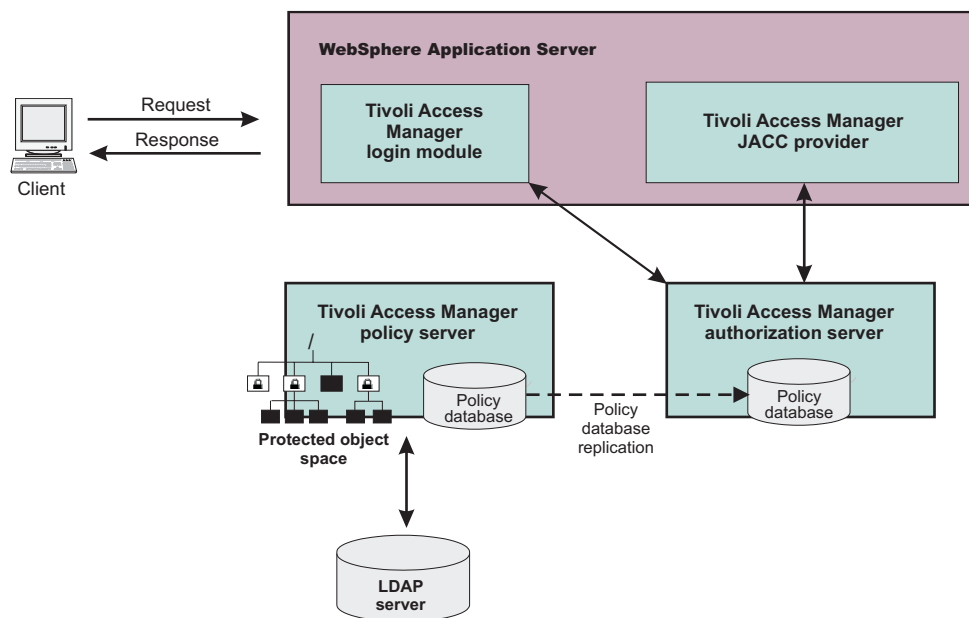 WebSphere Application Server
Tivoli Access
Manager
login module
Tivoli Access Manager
JACC provider
Request
Response
Client
Tivoli Access Manager
policy server
/
Policy
database
Protected object
space
Policy
database
replication
Tivoli Access Manager
authorization server
Policy
database
LDAP
server